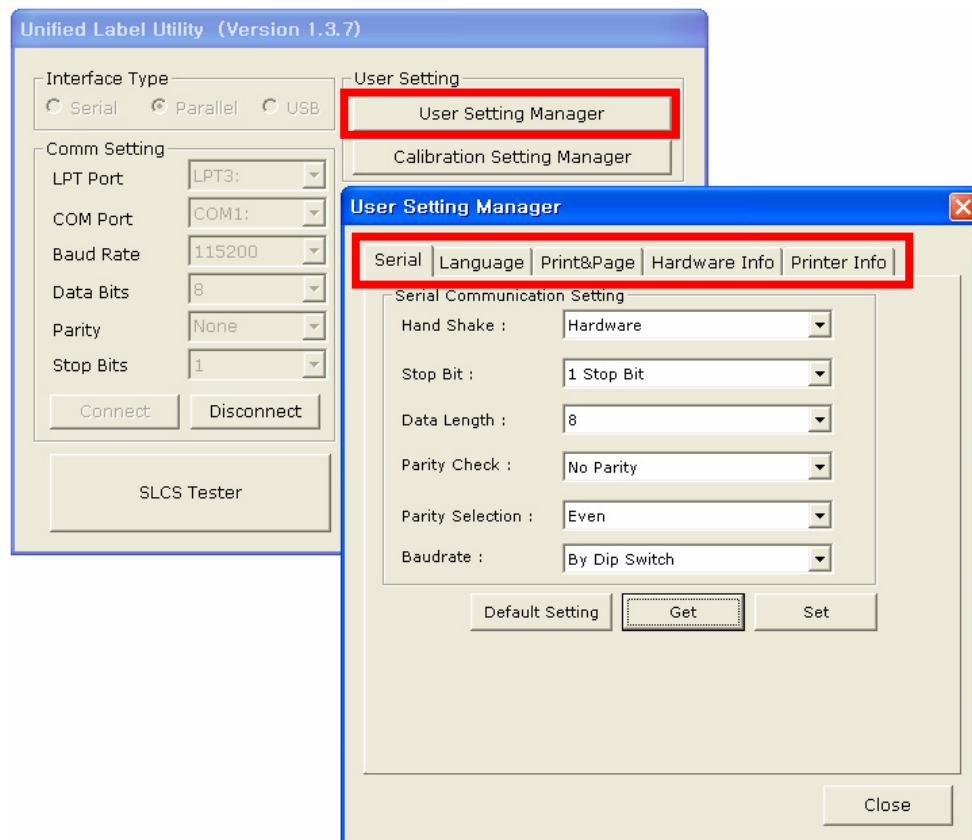 Unified Label Utility (Version 1.3.7)
Interface Type
Serial Parallel USB
Comm Setting
LPT Port LPT3:
COM Port COM1:
Baud Rate 115200
Data Bits 8
Parity None
Stop Bits 1
Connect Disconnect
SLCS Tester
User Setting
User Setting Manager
Calibration Setting Manager
User Setting Manager
Serial Language Print&Page Hardware Info Printer Info
Serial Communication Setting
Hand Shake : Hardware
Stop Bit : 1 Stop Bit
Data Length : 8
Parity Check : No Parity
Parity Selection : Even
Baudrate : By Dip Switch
Default Setting Get Set
Close